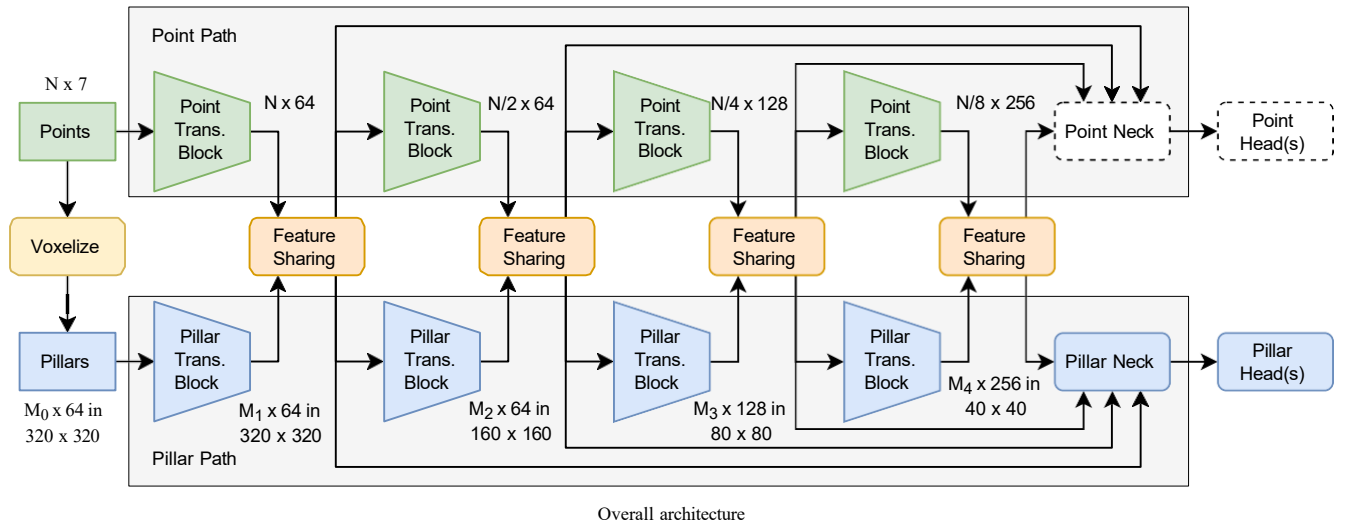 Point Path
N x 7
Points
Point
Trans.
Block
N x 64
Point
Trans.
Block
N/2 x 64
Point
Trans.
Block
N/4 x 128
Point
Trans.
Block
N/8 x 256
Point Neck
Point
Head(s)
Voxelize
Feature
Sharing
Feature
Sharing
Feature
Sharing
Feature
Sharing
Pillars
M0 x 64 in
320 x 320
Pillar
Trans.
Block
M1 x 64 in
320 x 320
Pillar
Trans.
Block
M2 x 64 in
160 x 160
Pillar
Trans.
Block
M3 x 128 in
80 x 80
Pillar
Trans.
Block
M4 x 256 in
40 x 40
Pillar Neck
Pillar
Head(s)
Pillar Path
Overall architecture